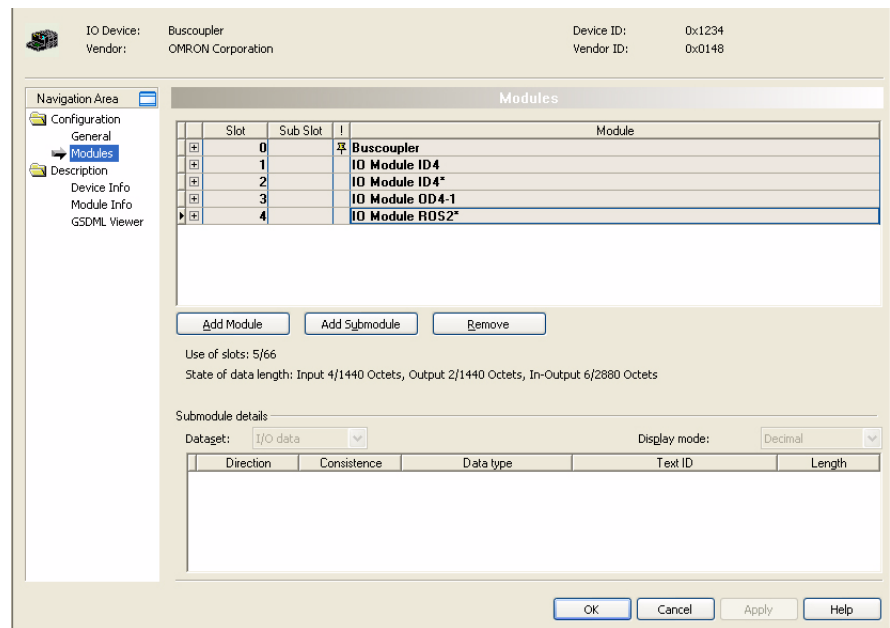 IO Device: Buscoupler Device ID: 0x1234
Vendor: OMRON Corporation Vendor ID: 0x0148
Navigation Area
Modules
Configuration
General
Modules
Description
Device Info
Module Info
GSDML Viewer
Slot Sub Slot ! Module
0 Buscoupler
1 IO Module ID4
2 IO Module ID4*
3 IO Module OD4-1
4 IO Module ROS2*
Add Module Add Submodule Remove
Use of slots: 5/66
State of data length: Input 4/1440 Octets, Output 2/1440 Octets, In-Output 6/2880 Octets
Submodule details
Dataset: I/O data Display mode: Decimal
Direction Consistence Data type Text ID Length
OK Cancel Apply Help